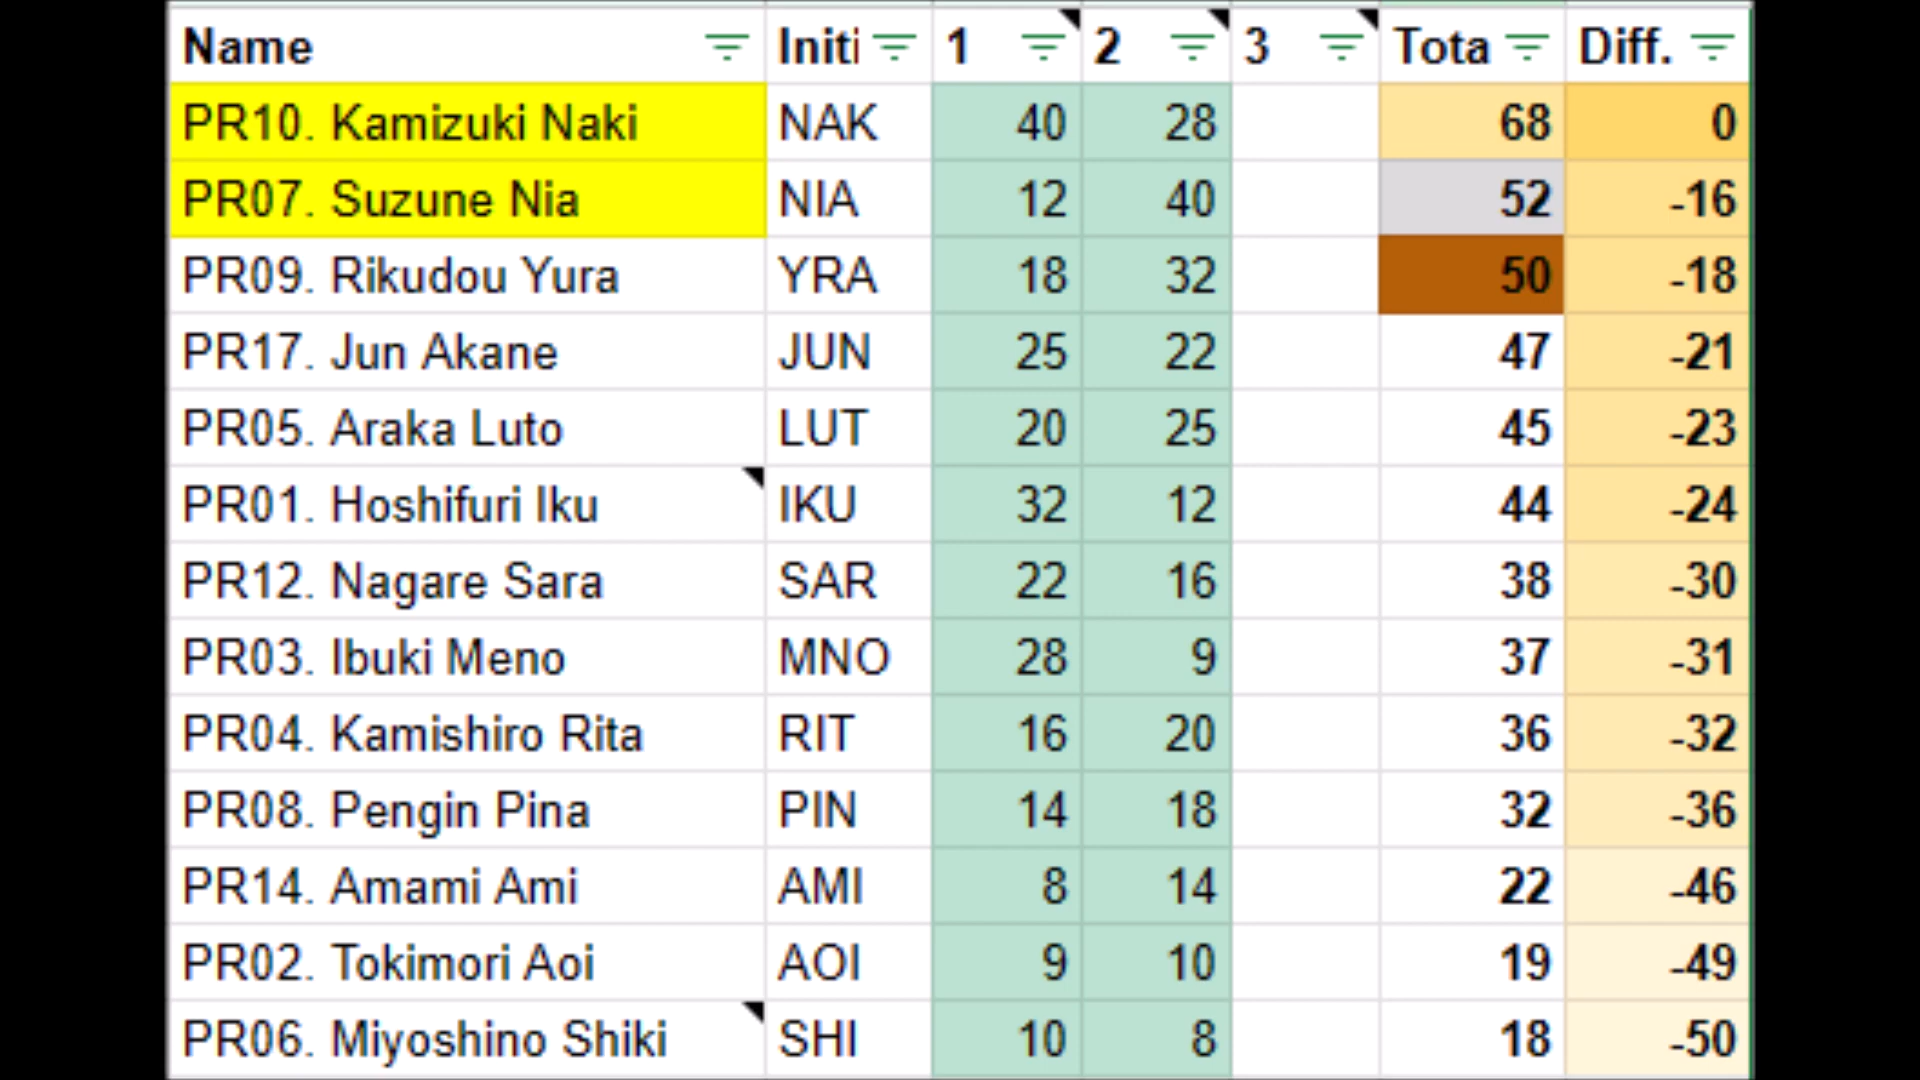 Name Initi 1 2 3 Tota Diff.
PR10. Kamizuki Naki NAK 40 28 68 0
PR07. Suzune Nia NIA 12 40 52 -16
PR09. Rikudou Yura YRA 18 32 50 -18
PR17. Jun Akane JUN 25 22 47 -21
PR05. Araka Luto LUT 20 25 45 -23
PR01. Hoshifuri Iku IKU 32 12 44 -24
PR12. Nagare Sara SAR 22 16 38 -30
PR03. Ibuki Meno MNO 28 9 37 -31
PR04. Kamishiro Rita RIT 16 20 36 -32
PR08. Pengin Pina PIN 14 18 32 -36
PR14. Amami Ami AMI 8 14 22 -46
PR02. Tokimori Aoi AOI 9 10 19 -49
PR06. Miyoshino Shiki SHI 10 8 18 -50